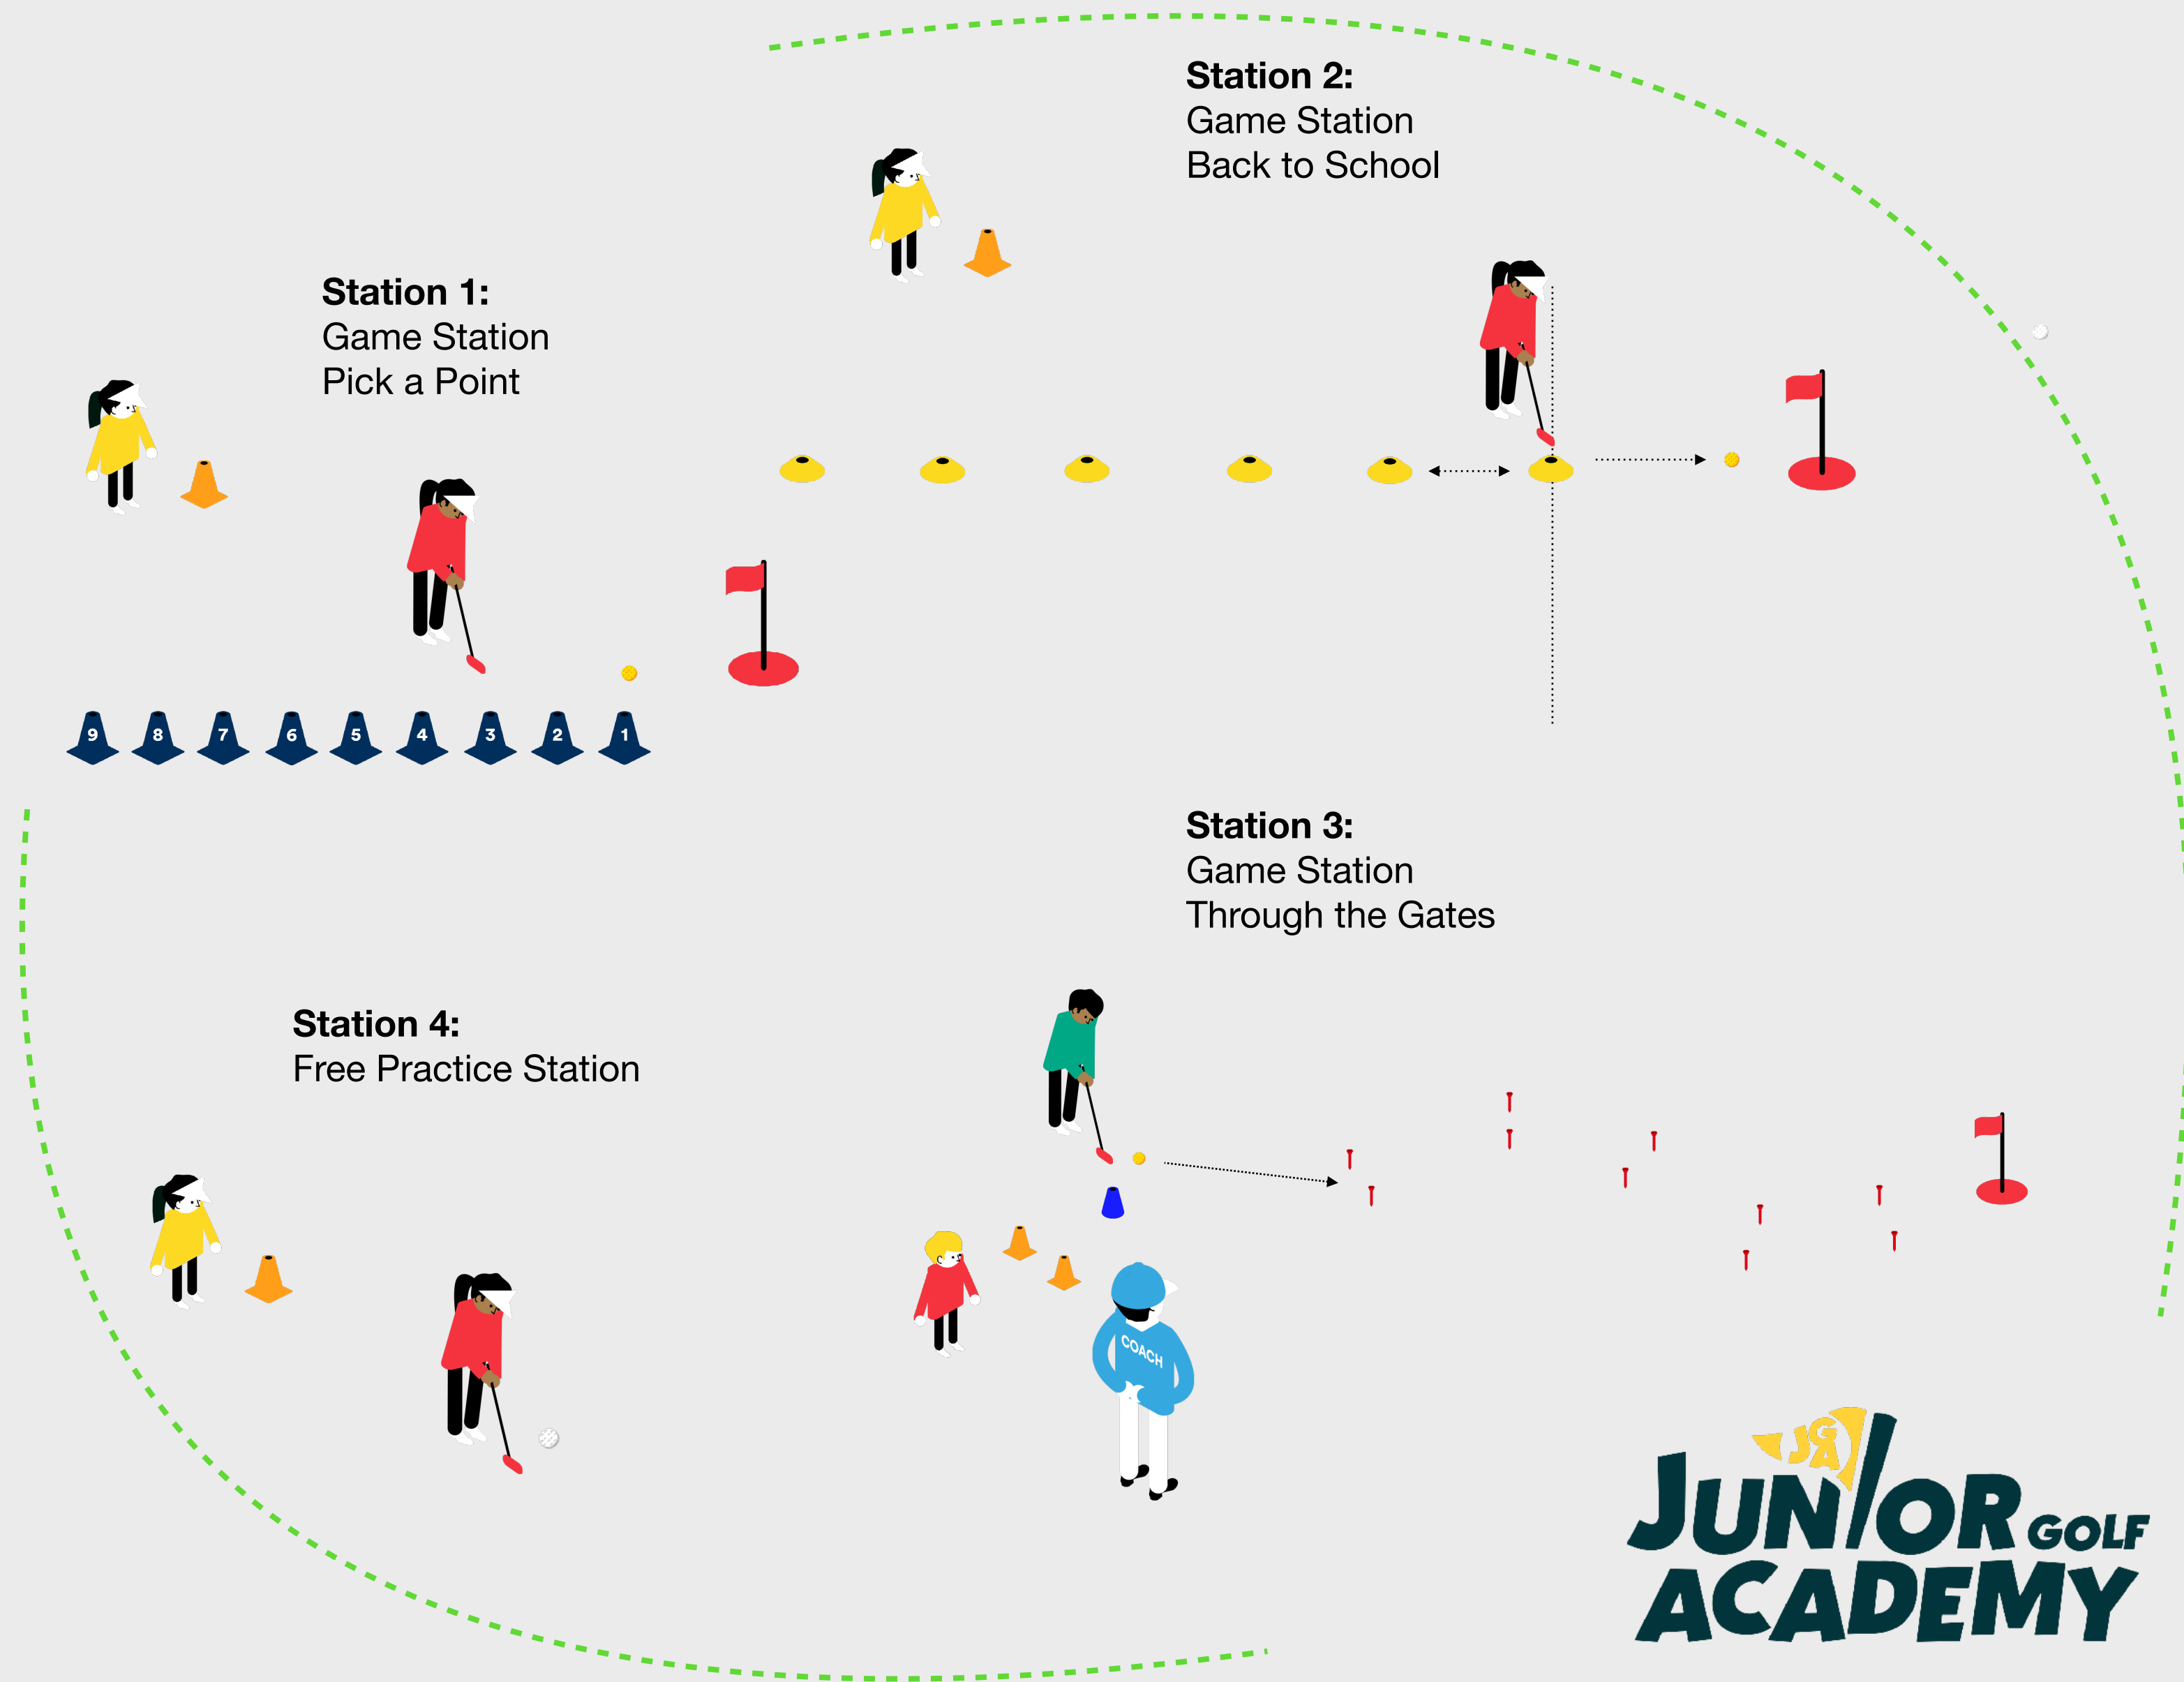 Station 1:
Game Station
Pick a Point
9 8 7 6 5 4 3 2 1
Station 2:
Game Station
Back to School
Station 3:
Game Station
Through the Gates
Station 4:
Free Practice Station
COACH
JGA
JUNIOR GOLF
ACADEMY